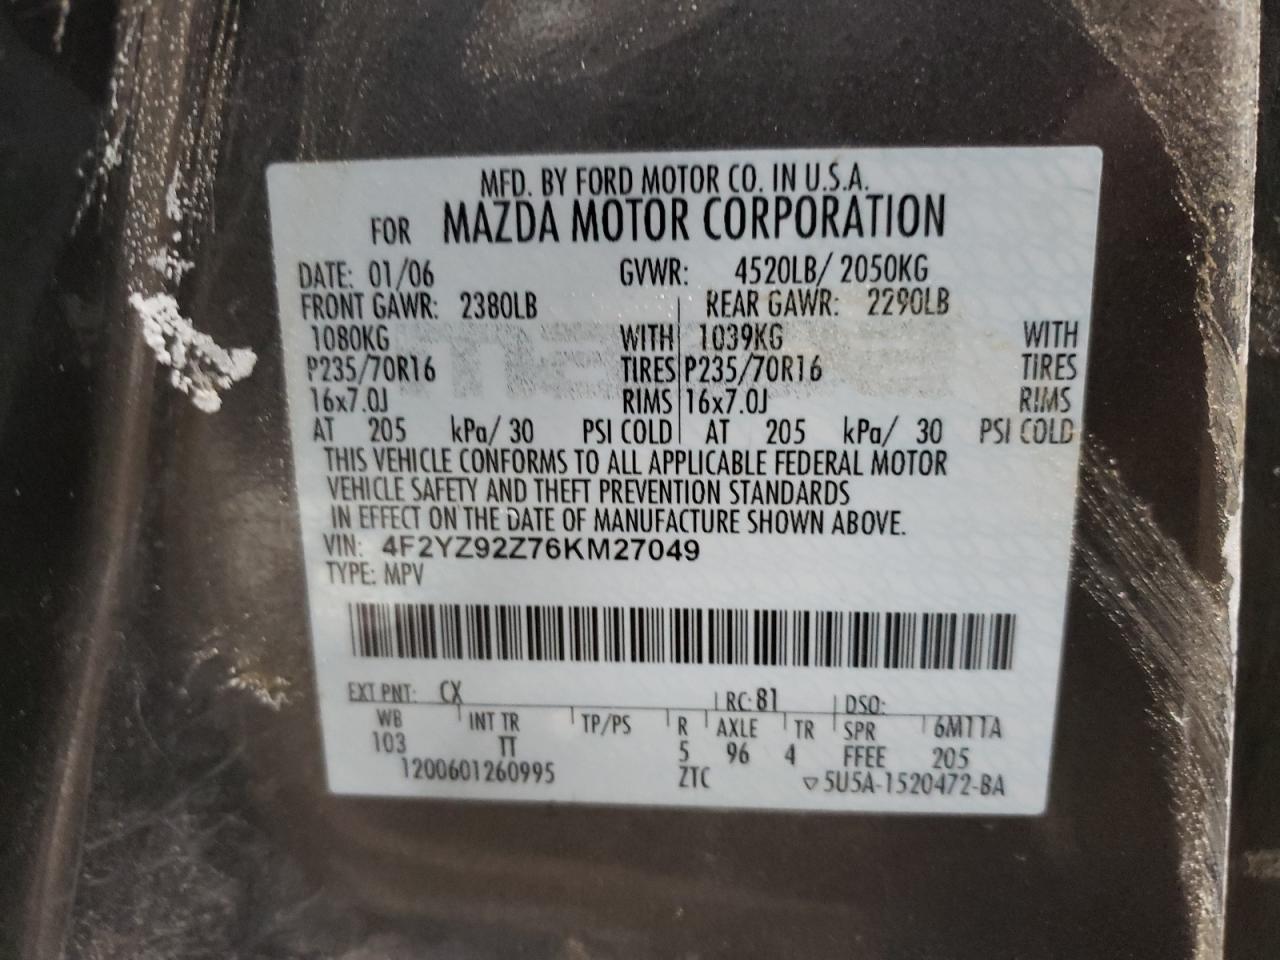 MFD. BY FORD MOTOR CO. IN U.S.A.
FOR MAZDA MOTOR CORPORATION
DATE: 01/06 GVWR: 4520LB/ 2050KG
FRONT GAWR: 2380LB REAR GAWR: 2290LB
1080KG WITH 1039KG WITH
P235/70R16 TIRES P235/70R16 TIRES
16x7.0J RIMS 16x7.0J RIMS
AT 205 kPa/ 30 PSI COLD AT 205 kPa/ 30 PSI COLD
THIS VEHICLE CONFORMS TO ALL APPLICABLE FEDERAL MOTOR
VEHICLE SAFETY AND THEFT PREVENTION STANDARDS
IN EFFECT ON THE DATE OF MANUFACTURE SHOWN ABOVE.
VIN: 4F2YZ92Z76KM27049
TYPE: MPV
EXT PNT: CX RC: 81 DSO:
WB INT TR TP/PS R AXLE TR SPR 6M11A
103 TT 5 96 4 FFEE 205
1200601260995 ZTC ▽5U5A-1520472-BA